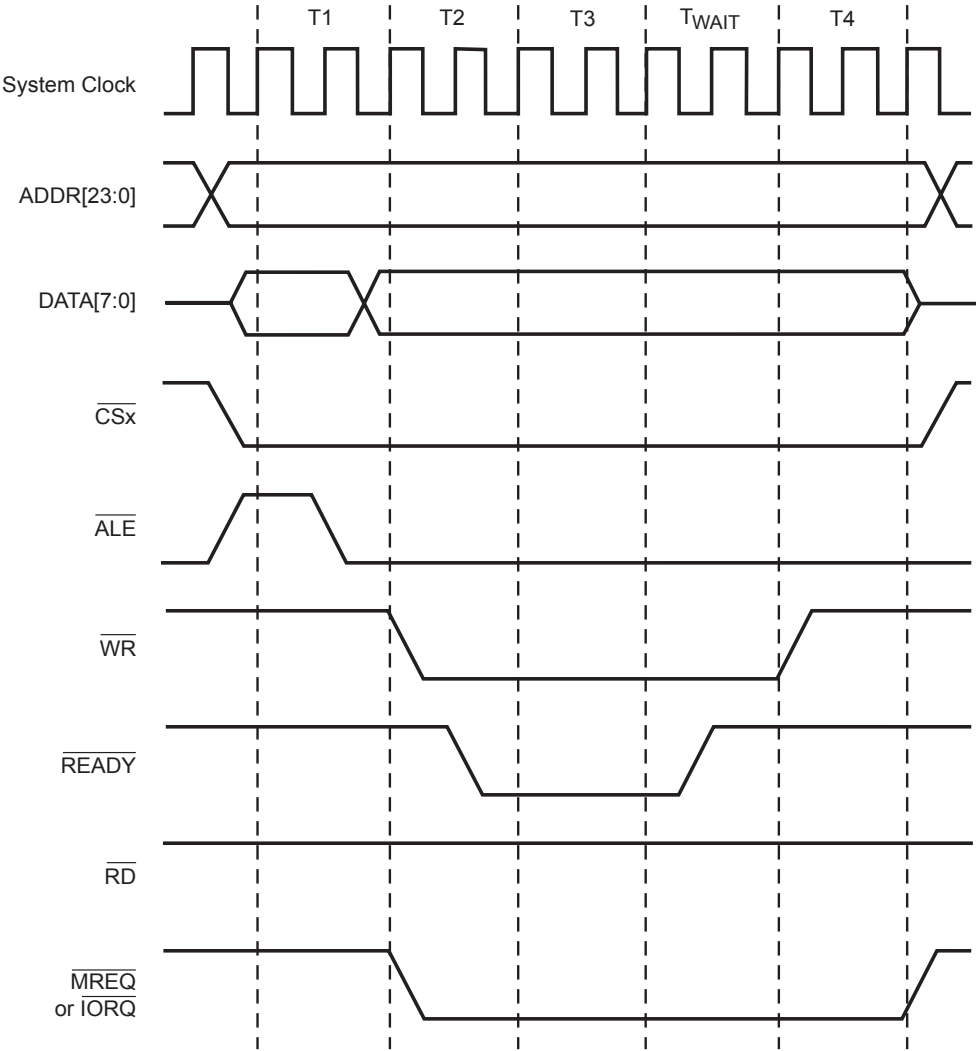 T1 T2 T3 TWAIT T4
System Clock
ADDR[23:0]
DATA[7:0]
CSx
ALE
WR
READY
RD
MREQ
or IORQ